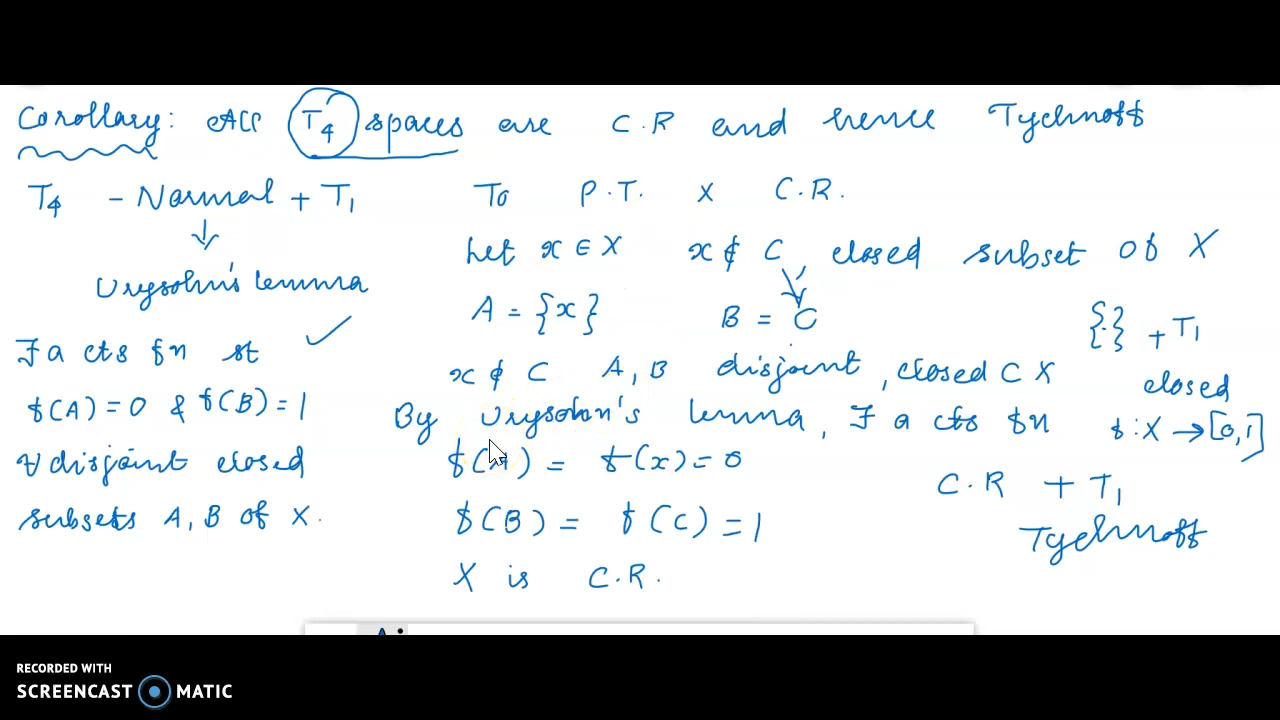 Corollary: All T4 spaces are C.R and hence Tychnoff
T4 - Normal + T1
↓
Urysohn's lemma
∃ a cts fn st
f(A) = 0 & f(B) = 1
∀ disjoint closed
subsets A, B of X.
To P.T. X C.R.
Let x ∈ X x ∉ C, closed subset of X
A = {x} B = C
{.} + T1
closed
x ∉ C A, B disjoint, closed C X
By Urysohn's lemma, ∃ a cts fn f: X → [0,1]
f(A) = f(x) = 0
f(B) = f(C) = 1
X is C.R.
C.R + T1
Tychnoff
RECORDED WITH
SCREENCAST MATIC